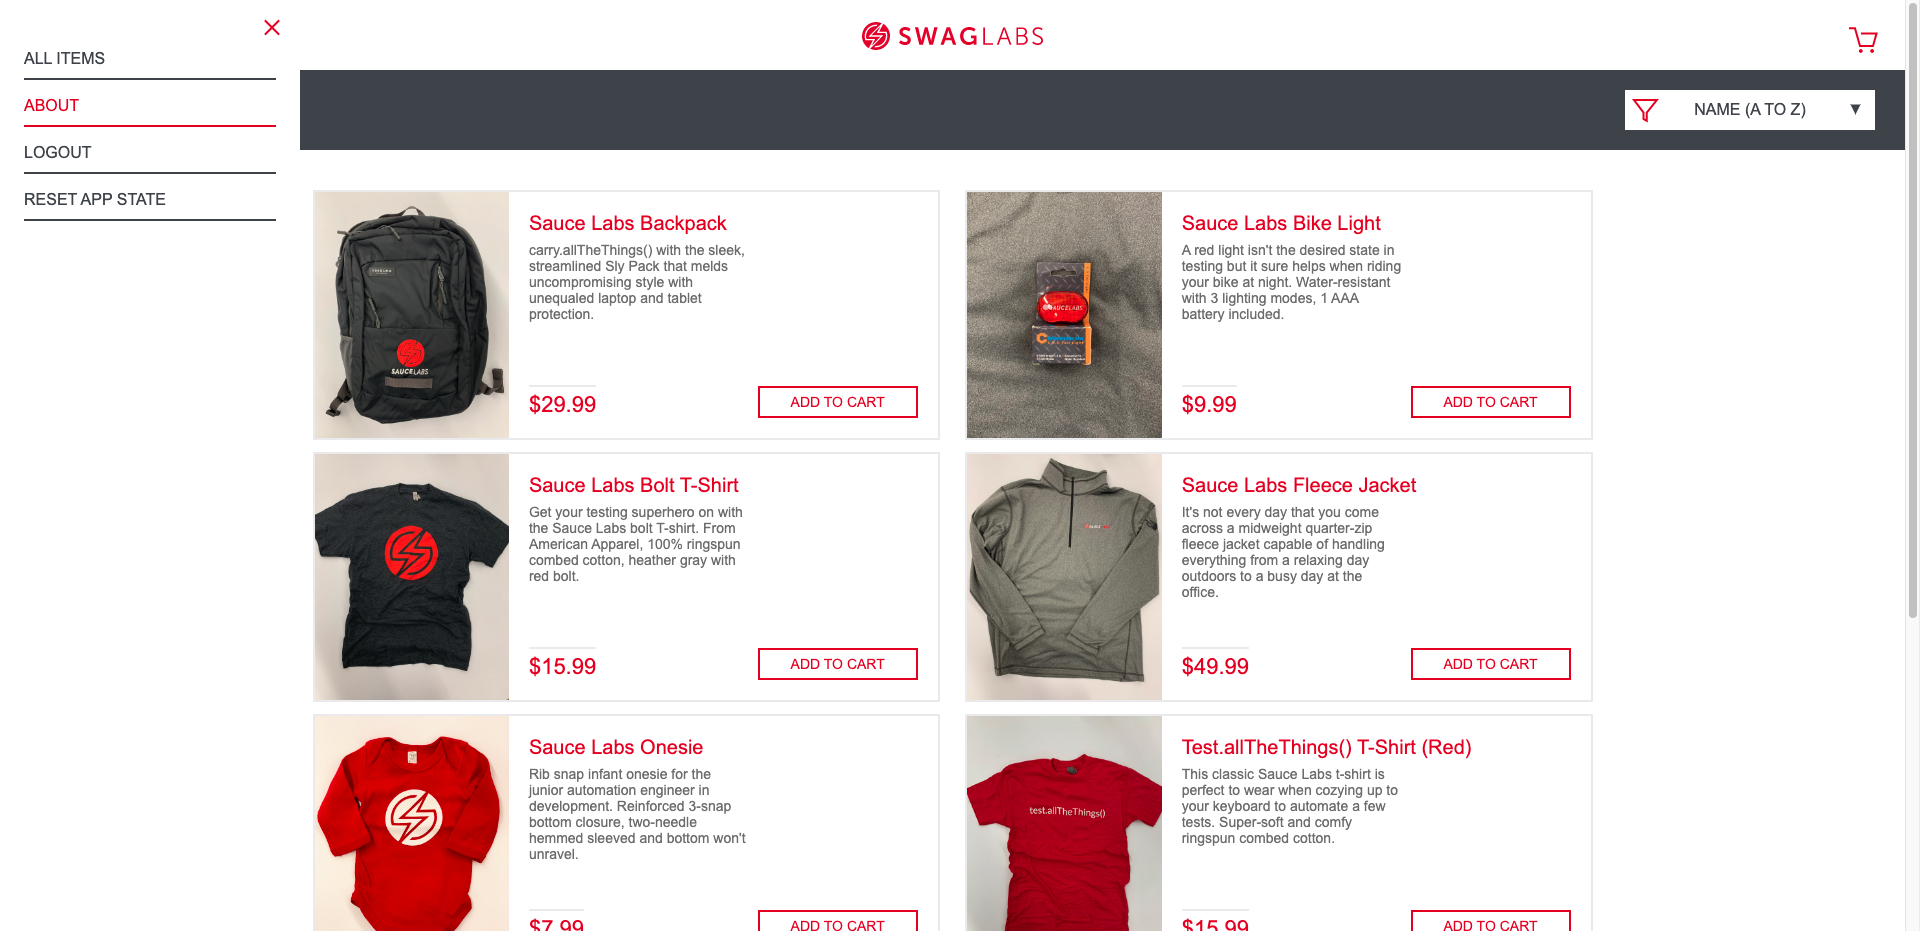 ALL ITEMS
ABOUT
LOGOUT
RESET APP STATE
SWAGLABS
NAME (A TO Z)
Sauce Labs Backpack
carry.allTheThings() with the sleek,
streamlined Sly Pack that melds
uncompromising style with
unequaled laptop and tablet
protection.
$29.99
ADD TO CART
SAUCELABS
Sauce Labs Bike Light
A red light isn't the desired state in
testing but it sure helps when riding
your bike at night. Water-resistant
with 3 lighting modes, 1 AAA
battery included.
$9.99
ADD TO CART
SAUCELABS
Sauce Labs Bolt T-Shirt
Get your testing superhero on with
the Sauce Labs bolt T-shirt. From
American Apparel, 100% ringspun
combed cotton, heather gray with
red bolt.
$15.99
ADD TO CART
Sauce Labs Fleece Jacket
It's not every day that you come
across a midweight quarter-zip
fleece jacket capable of handling
everything from a relaxing day
outdoors to a busy day at the
office.
$49.99
ADD TO CART
Sauce Labs Onesie
Rib snap infant onesie for the
junior automation engineer in
development. Reinforced 3-snap
bottom closure, two-needle
hemmed sleeved and bottom won't
unravel.
$7.99
ADD TO CART
Test.allTheThings() T-Shirt (Red)
This classic Sauce Labs t-shirt is
perfect to wear when cozying up to
your keyboard to automate a few
tests. Super-soft and comfy
ringspun combed cotton.
$15.99
ADD TO CART
test.allTheThings()